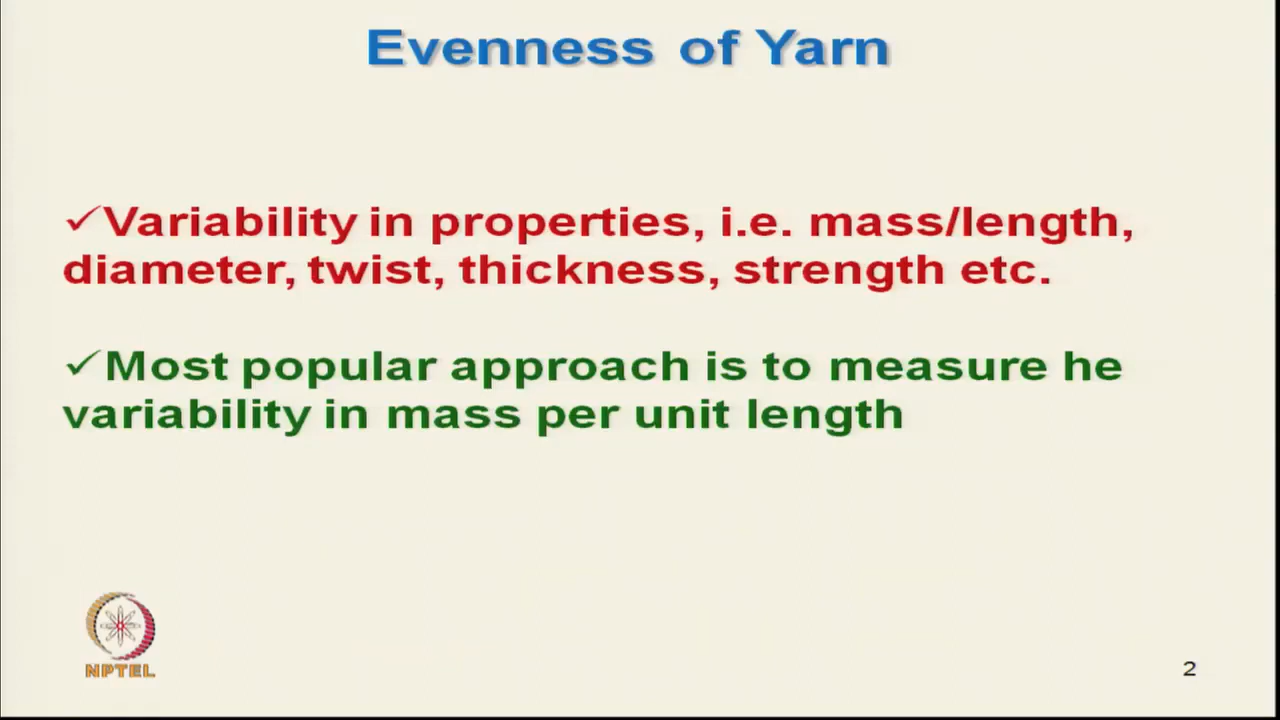 Evenness of Yarn
✓Variability in properties, i.e. mass/length,
diameter, twist, thickness, strength etc.
✓Most popular approach is to measure he
variability in mass per unit length
NPTEL
2